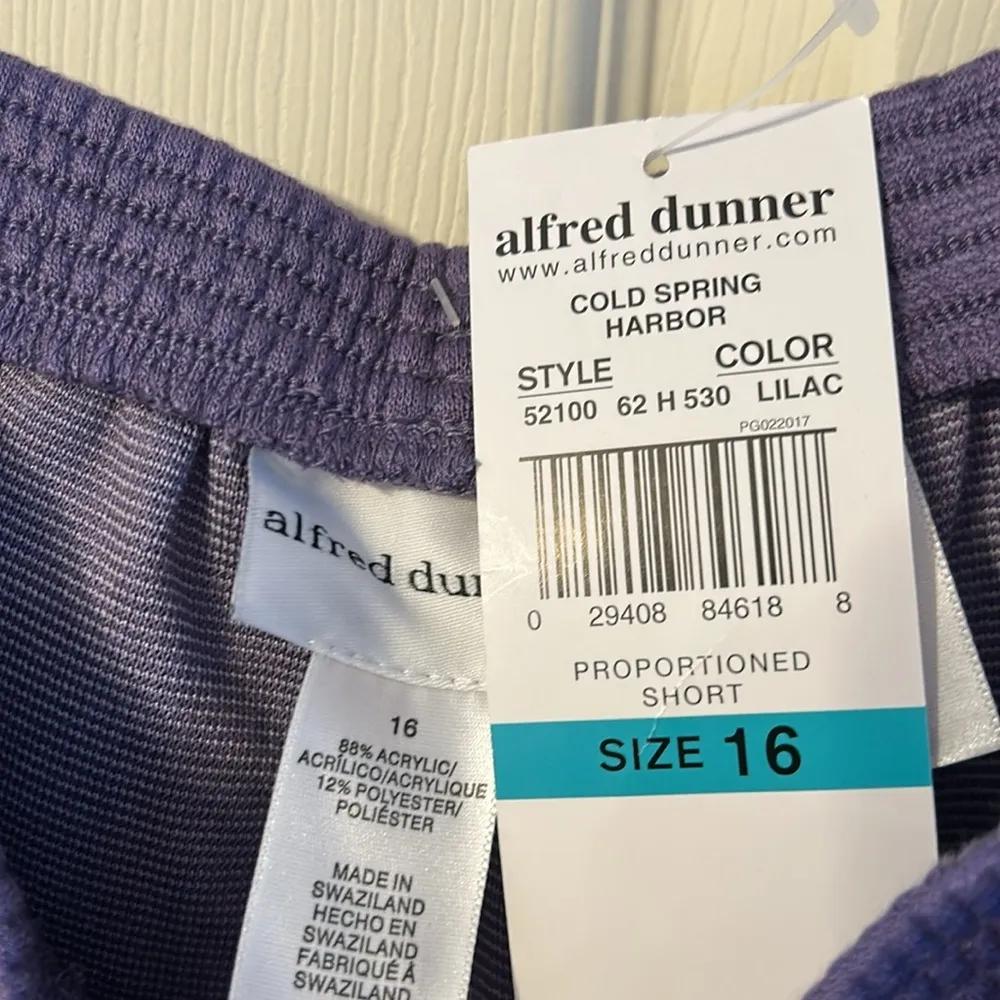 alfred dunner
www.alfreddunner.com
COLD SPRING
HARBOR
STYLE COLOR
52100 62 H 530 LILAC
PG022017
0 29408 84618 8
PROPORTIONED
SHORT
SIZE 16
alfred dun
16
88% ACRYLIC/
ACRÍLICO/ACRYLIQUE
12% POLYESTER/
POLIÉSTER
MADE IN
SWAZILAND
HECHO EN
SWAZILAND
FABRIQUÉ À
SWAZILAND